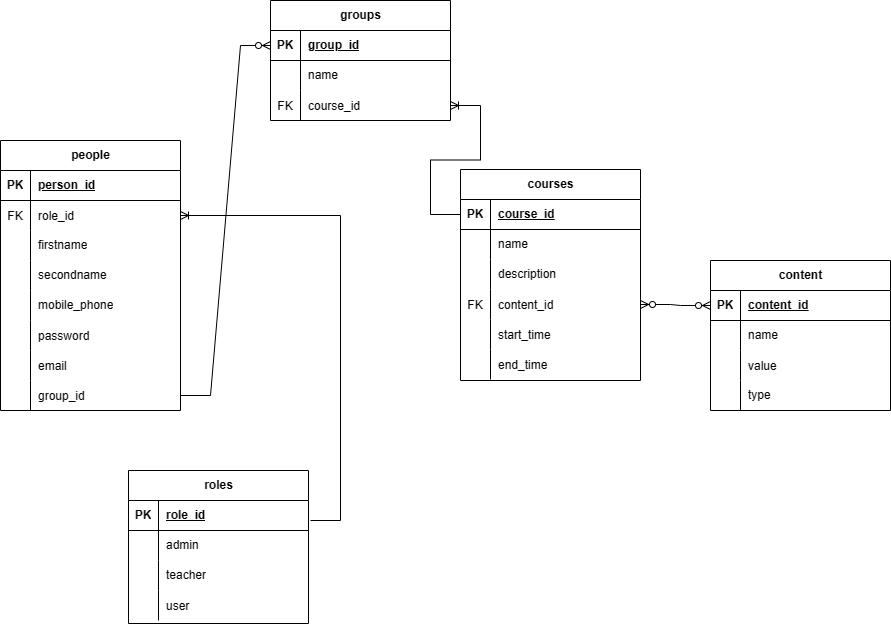 groups
PK group_id
name
FK course_id
people
PK person_id
FK role_id
firstname
secondname
mobile_phone
password
email
group_id
courses
PK course_id
name
description
FK content_id
start_time
end_time
content
PK content_id
name
value
type
roles
PK role_id
admin
teacher
user